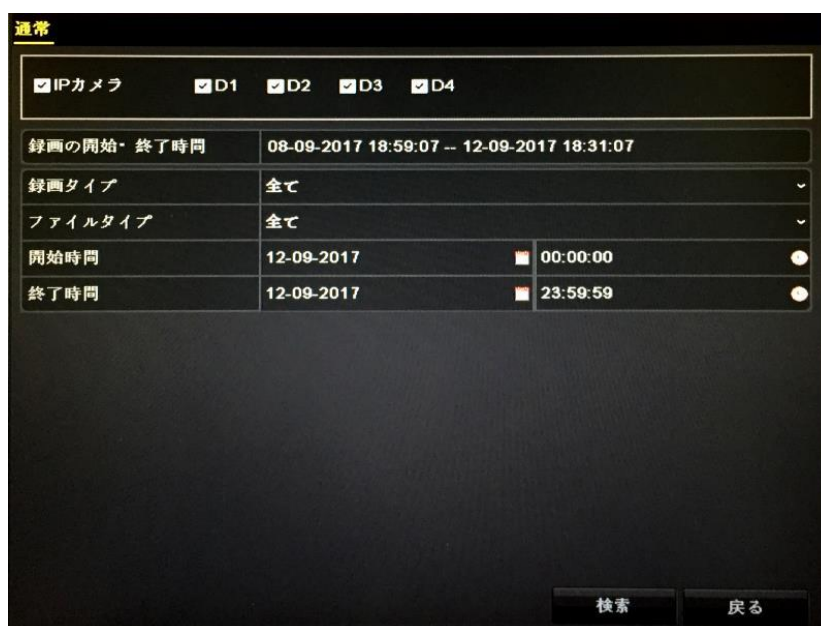 通常
IPカメラ D1 D2 D3 D4
録画の開始・終了時間 08-09-2017 18:59:07 -- 12-09-2017 18:31:07
録画タイプ 全て
ファイルタイプ 全て
開始時間 12-09-2017 00:00:00
終了時間 12-09-2017 23:59:59
検索 戻る